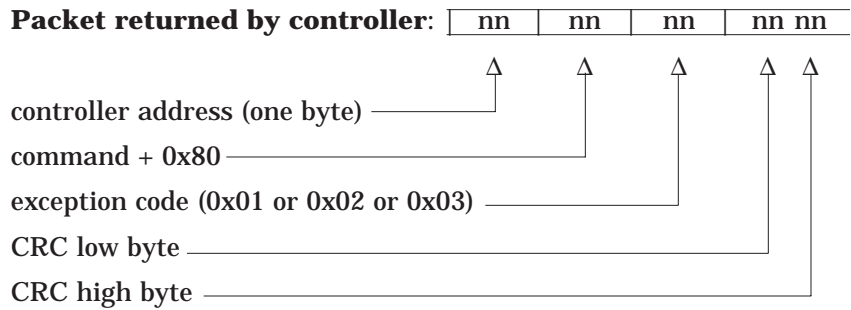 Packet returned by controller: nn nn nn nn nn
controller address (one byte)
command + 0x80
exception code (0x01 or 0x02 or 0x03)
CRC low byte
CRC high byte